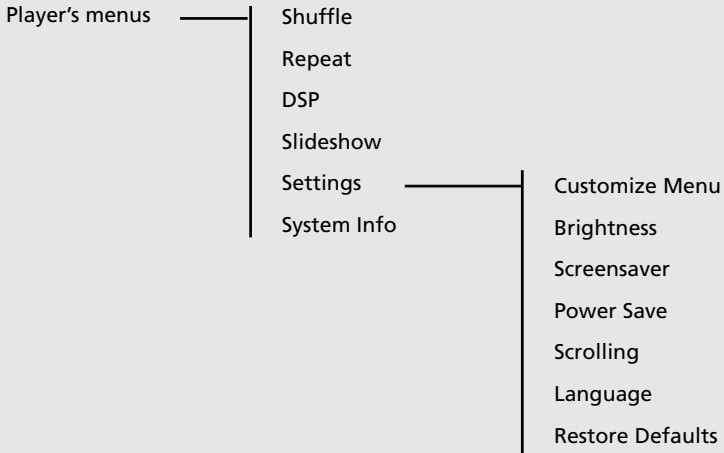 Player’s menus
Shuffle
Repeat
DSP
Slideshow
Settings
System Info
Customize Menu
Brightness
Screensaver
Power Save
Scrolling
Language
Restore Defaults